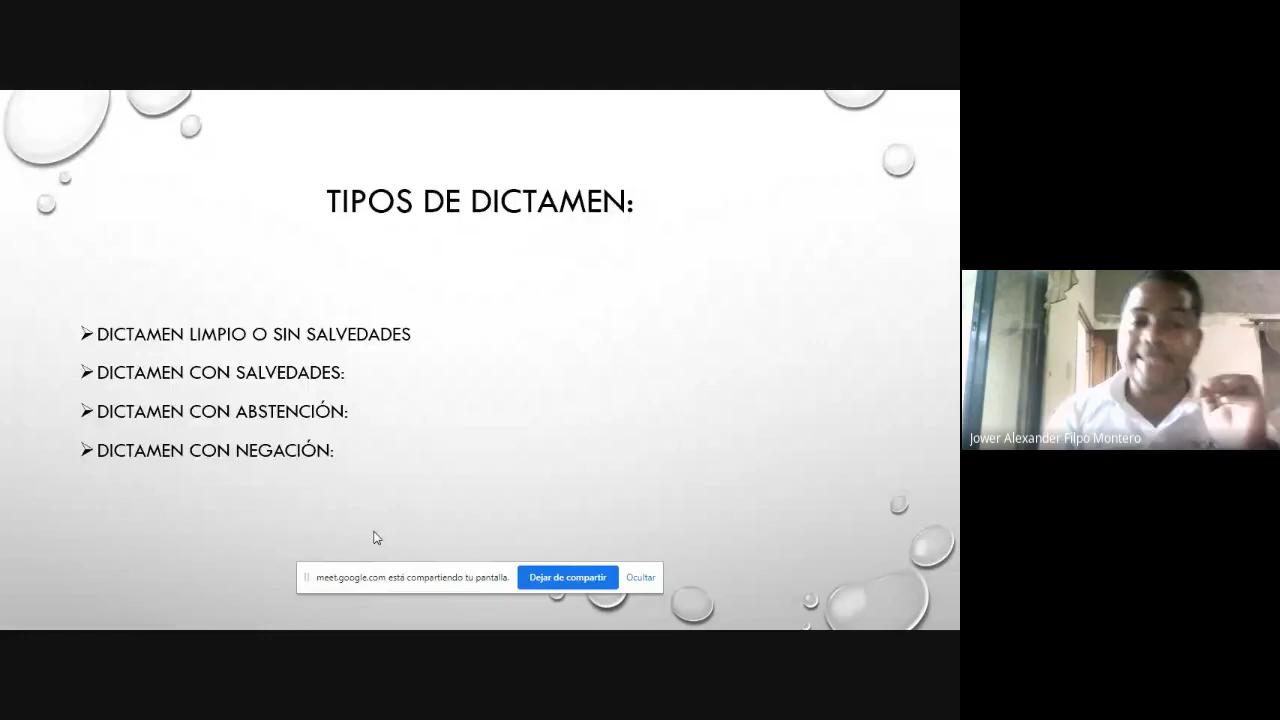 TIPOS DE DICTAMEN:
DICTAMEN LIMPIO O SIN SALVEDADES
DICTAMEN CON SALVEDADES:
DICTAMEN CON ABSTENCIÓN:
DICTAMEN CON NEGACIÓN:
meet.google.com está compartiendo tu pantalla. Dejar de compartir Ocultar
Jower Alexander Filpo Montero